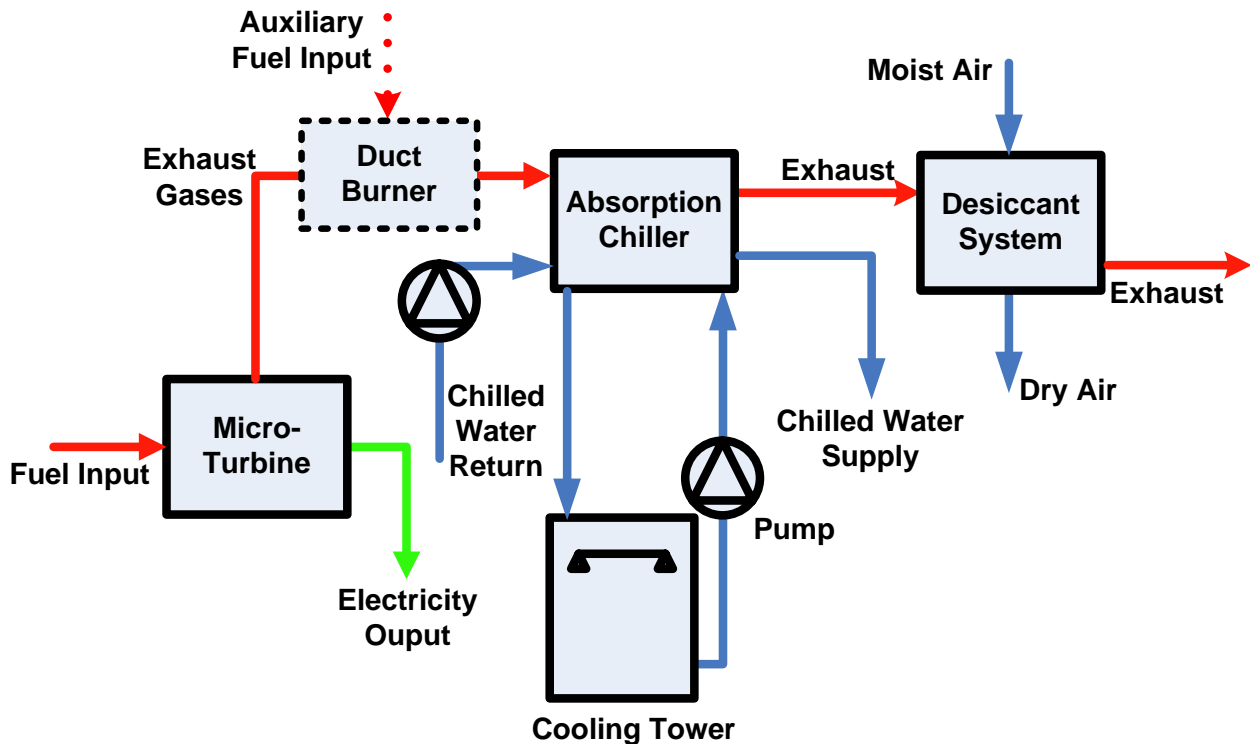 Auxiliary
Fuel Input
Moist Air
Exhaust
Gases
Duct
Burner
Absorption
Chiller
Exhaust
Desiccant
System
Exhaust
Dry Air
Chilled
Water
Return
Chilled Water
Supply
Micro-
Turbine
Fuel Input
Pump
Electricity
Ouput
Cooling Tower